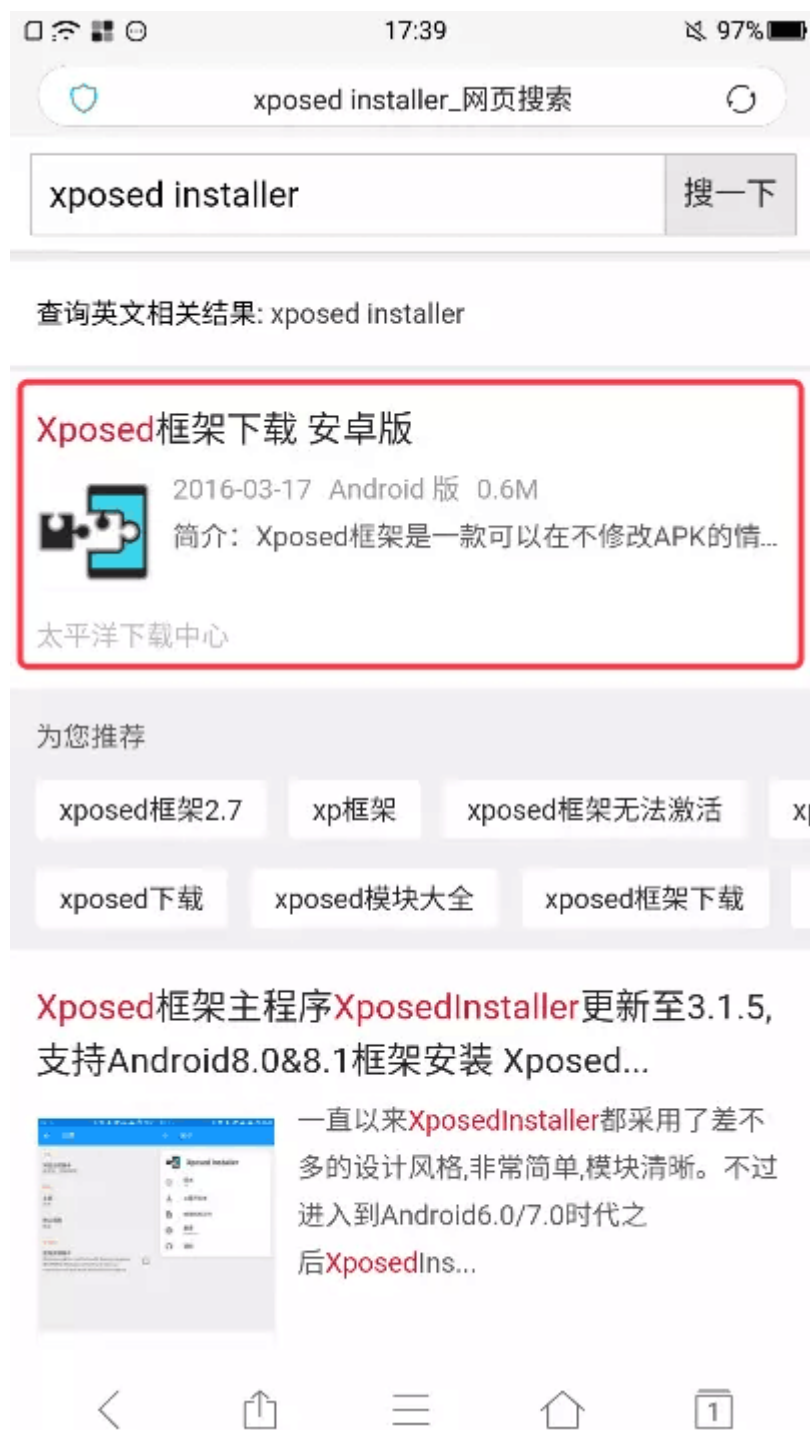 17:39
97%
xposed installer_网页搜索
xposed installer
搜一下
查询英文相关结果: xposed installer
Xposed框架下载 安卓版
2016-03-17 Android 版 0.6M
简介：Xposed框架是一款可以在不修改APK的情...
太平洋下载中心
为您推荐
xposed框架2.7
xp框架
xposed框架无法激活
xposed下载
xposed模块大全
xposed框架下载
Xposed框架主程序XposedInstaller更新至3.1.5,
支持Android8.0&8.1框架安装 Xposed...
一直以来XposedInstaller都采用了差不
多的设计风格,非常简单,模块清晰。不过
进入到Android6.0/7.0时代之
后XposedIns...
Xposed Installer
1